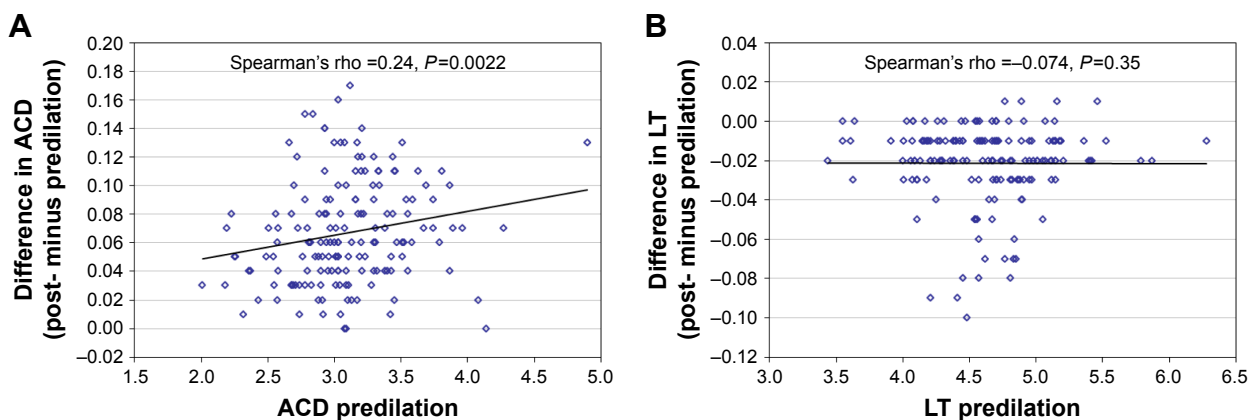 A
Difference in ACD
(post- minus predilation)
0.20
0.18
0.16
0.14
0.12
0.10
0.08
0.06
0.04
0.02
0.00
–0.02
Spearman's rho =0.24, P=0.0022
1.5 2.0 2.5 3.0 3.5 4.0 4.5 5.0
ACD predilation
B
Difference in LT
(post- minus predilation)
0.04
0.02
0.00
–0.02
–0.04
–0.06
–0.08
–0.10
–0.12
Spearman's rho =–0.074, P=0.35
3.0 3.5 4.0 4.5 5.0 5.5 6.0 6.5
LT predilation